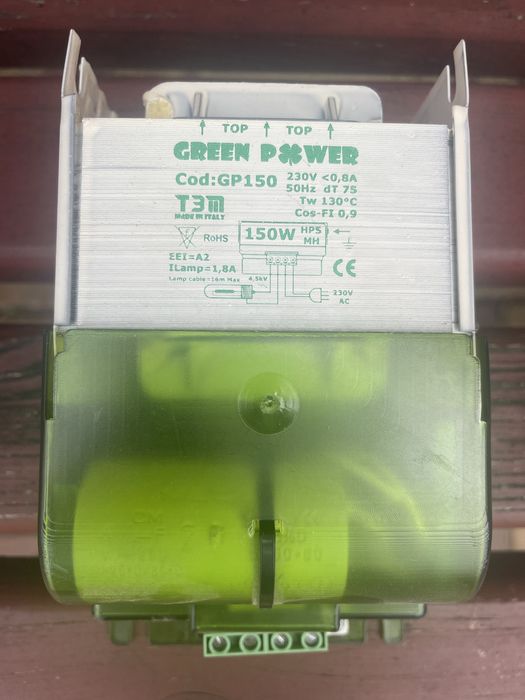 TOP TOP
GREEN POWER
Cod:GP150
230V <0,8A
50Hz dT 75
Tw 130°C
Cos-FI 0,9
T3M
MADE IN ITALY
RoHS
150W
HPS
MH
ΣEI=A2
ILamp=1,8A
Lamp cable=16m Max
4,5kV
230V
AC
CE